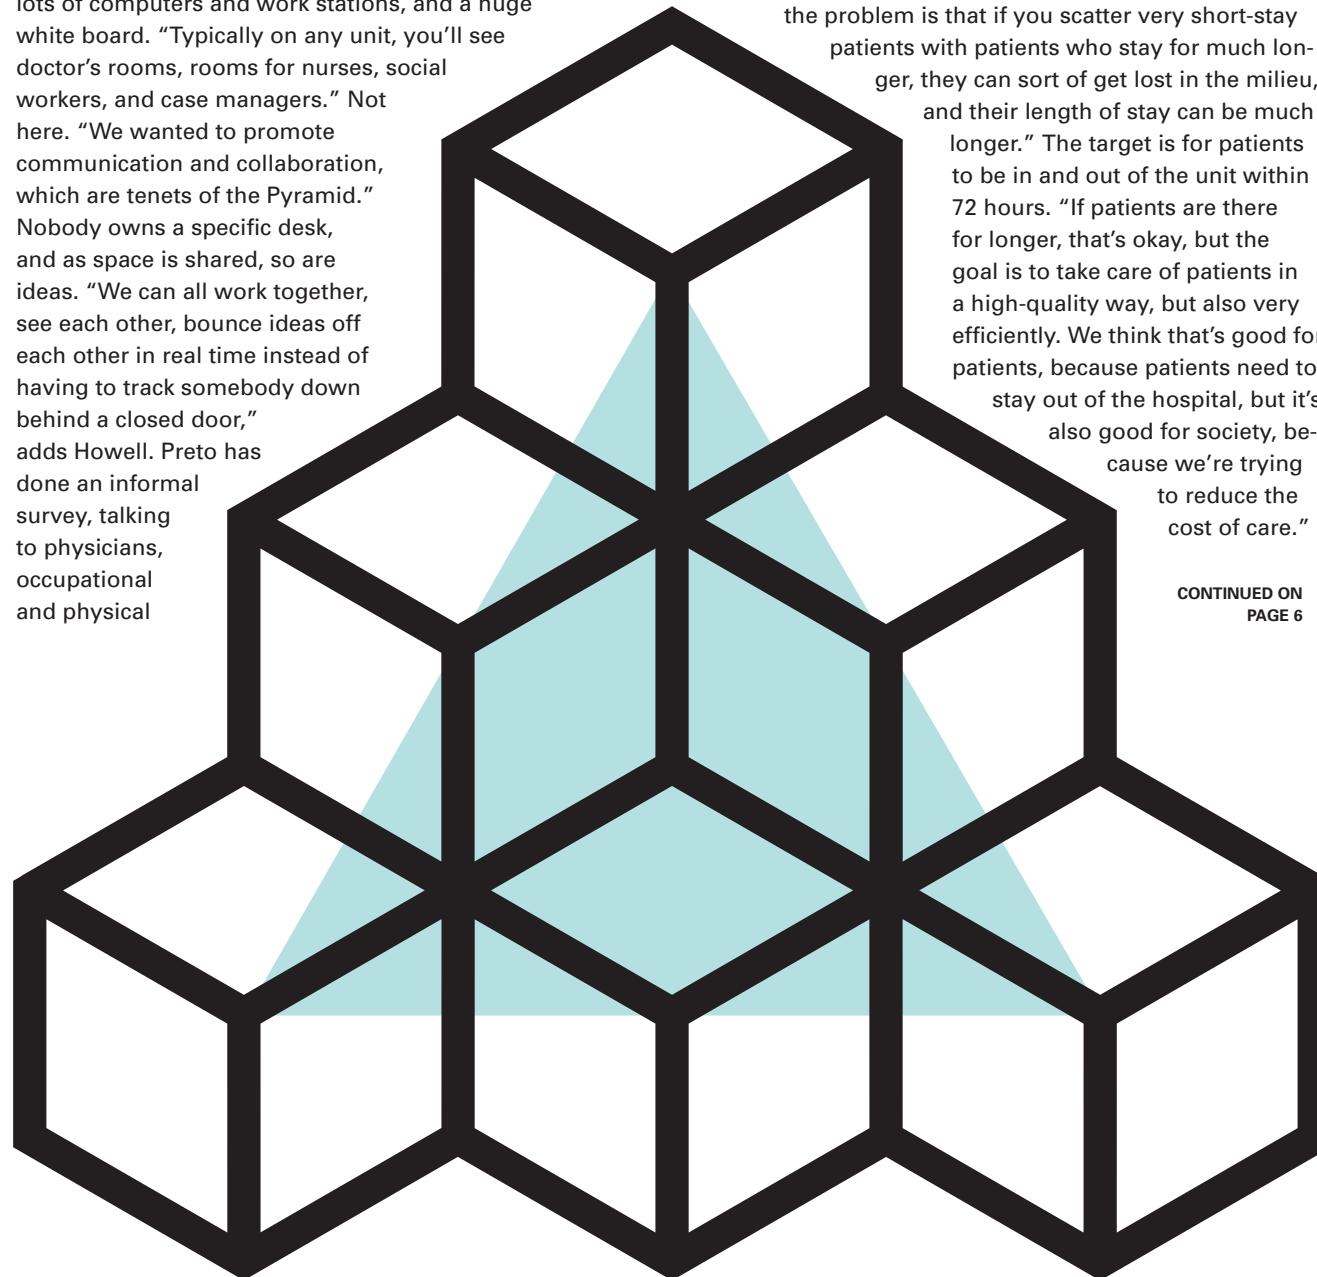 lots of computers and work stations, and a huge
white board. “Typically on any unit, you’ll see
doctor’s rooms, rooms for nurses, social
workers, and case managers.” Not
here. “We wanted to promote
communication and collaboration,
which are tenets of the Pyramid.”
Nobody owns a specific desk,
and as space is shared, so are
ideas. “We can all work together,
see each other, bounce ideas off
each other in real time instead of
having to track somebody down
behind a closed door,”
adds Howell. Preto has
done an informal
survey, talking
to physicians,
occupational
and physical
the problem is that if you scatter very short-stay
patients with patients who stay for much lon-
ger, they can sort of get lost in the milieu,
and their length of stay can be much
longer.” The target is for patients
to be in and out of the unit within
72 hours. “If patients are there
for longer, that’s okay, but the
goal is to take care of patients in
a high-quality way, but also very
efficiently. We think that’s good for
patients, because patients need to
stay out of the hospital, but it’s
also good for society, be-
cause we’re trying
to reduce the
cost of care.”
CONTINUED ON
PAGE 6